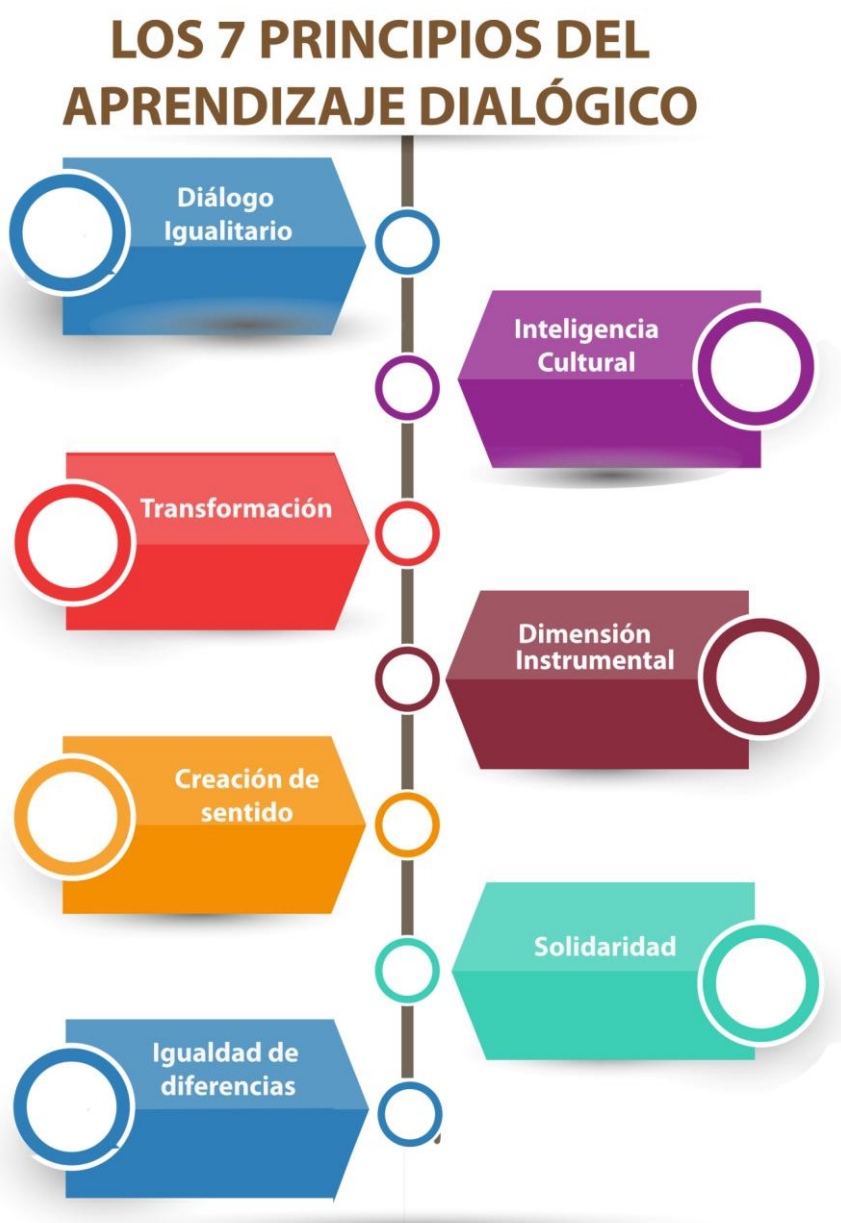 LOS 7 PRINCIPIOS DEL
APRENDIZAJE DIALÓGICO
Diálogo
Igualitario
Inteligencia
Cultural
Transformación
Dimensión
Instrumental
Creación de
sentido
Solidaridad
Igualdad de
diferencias